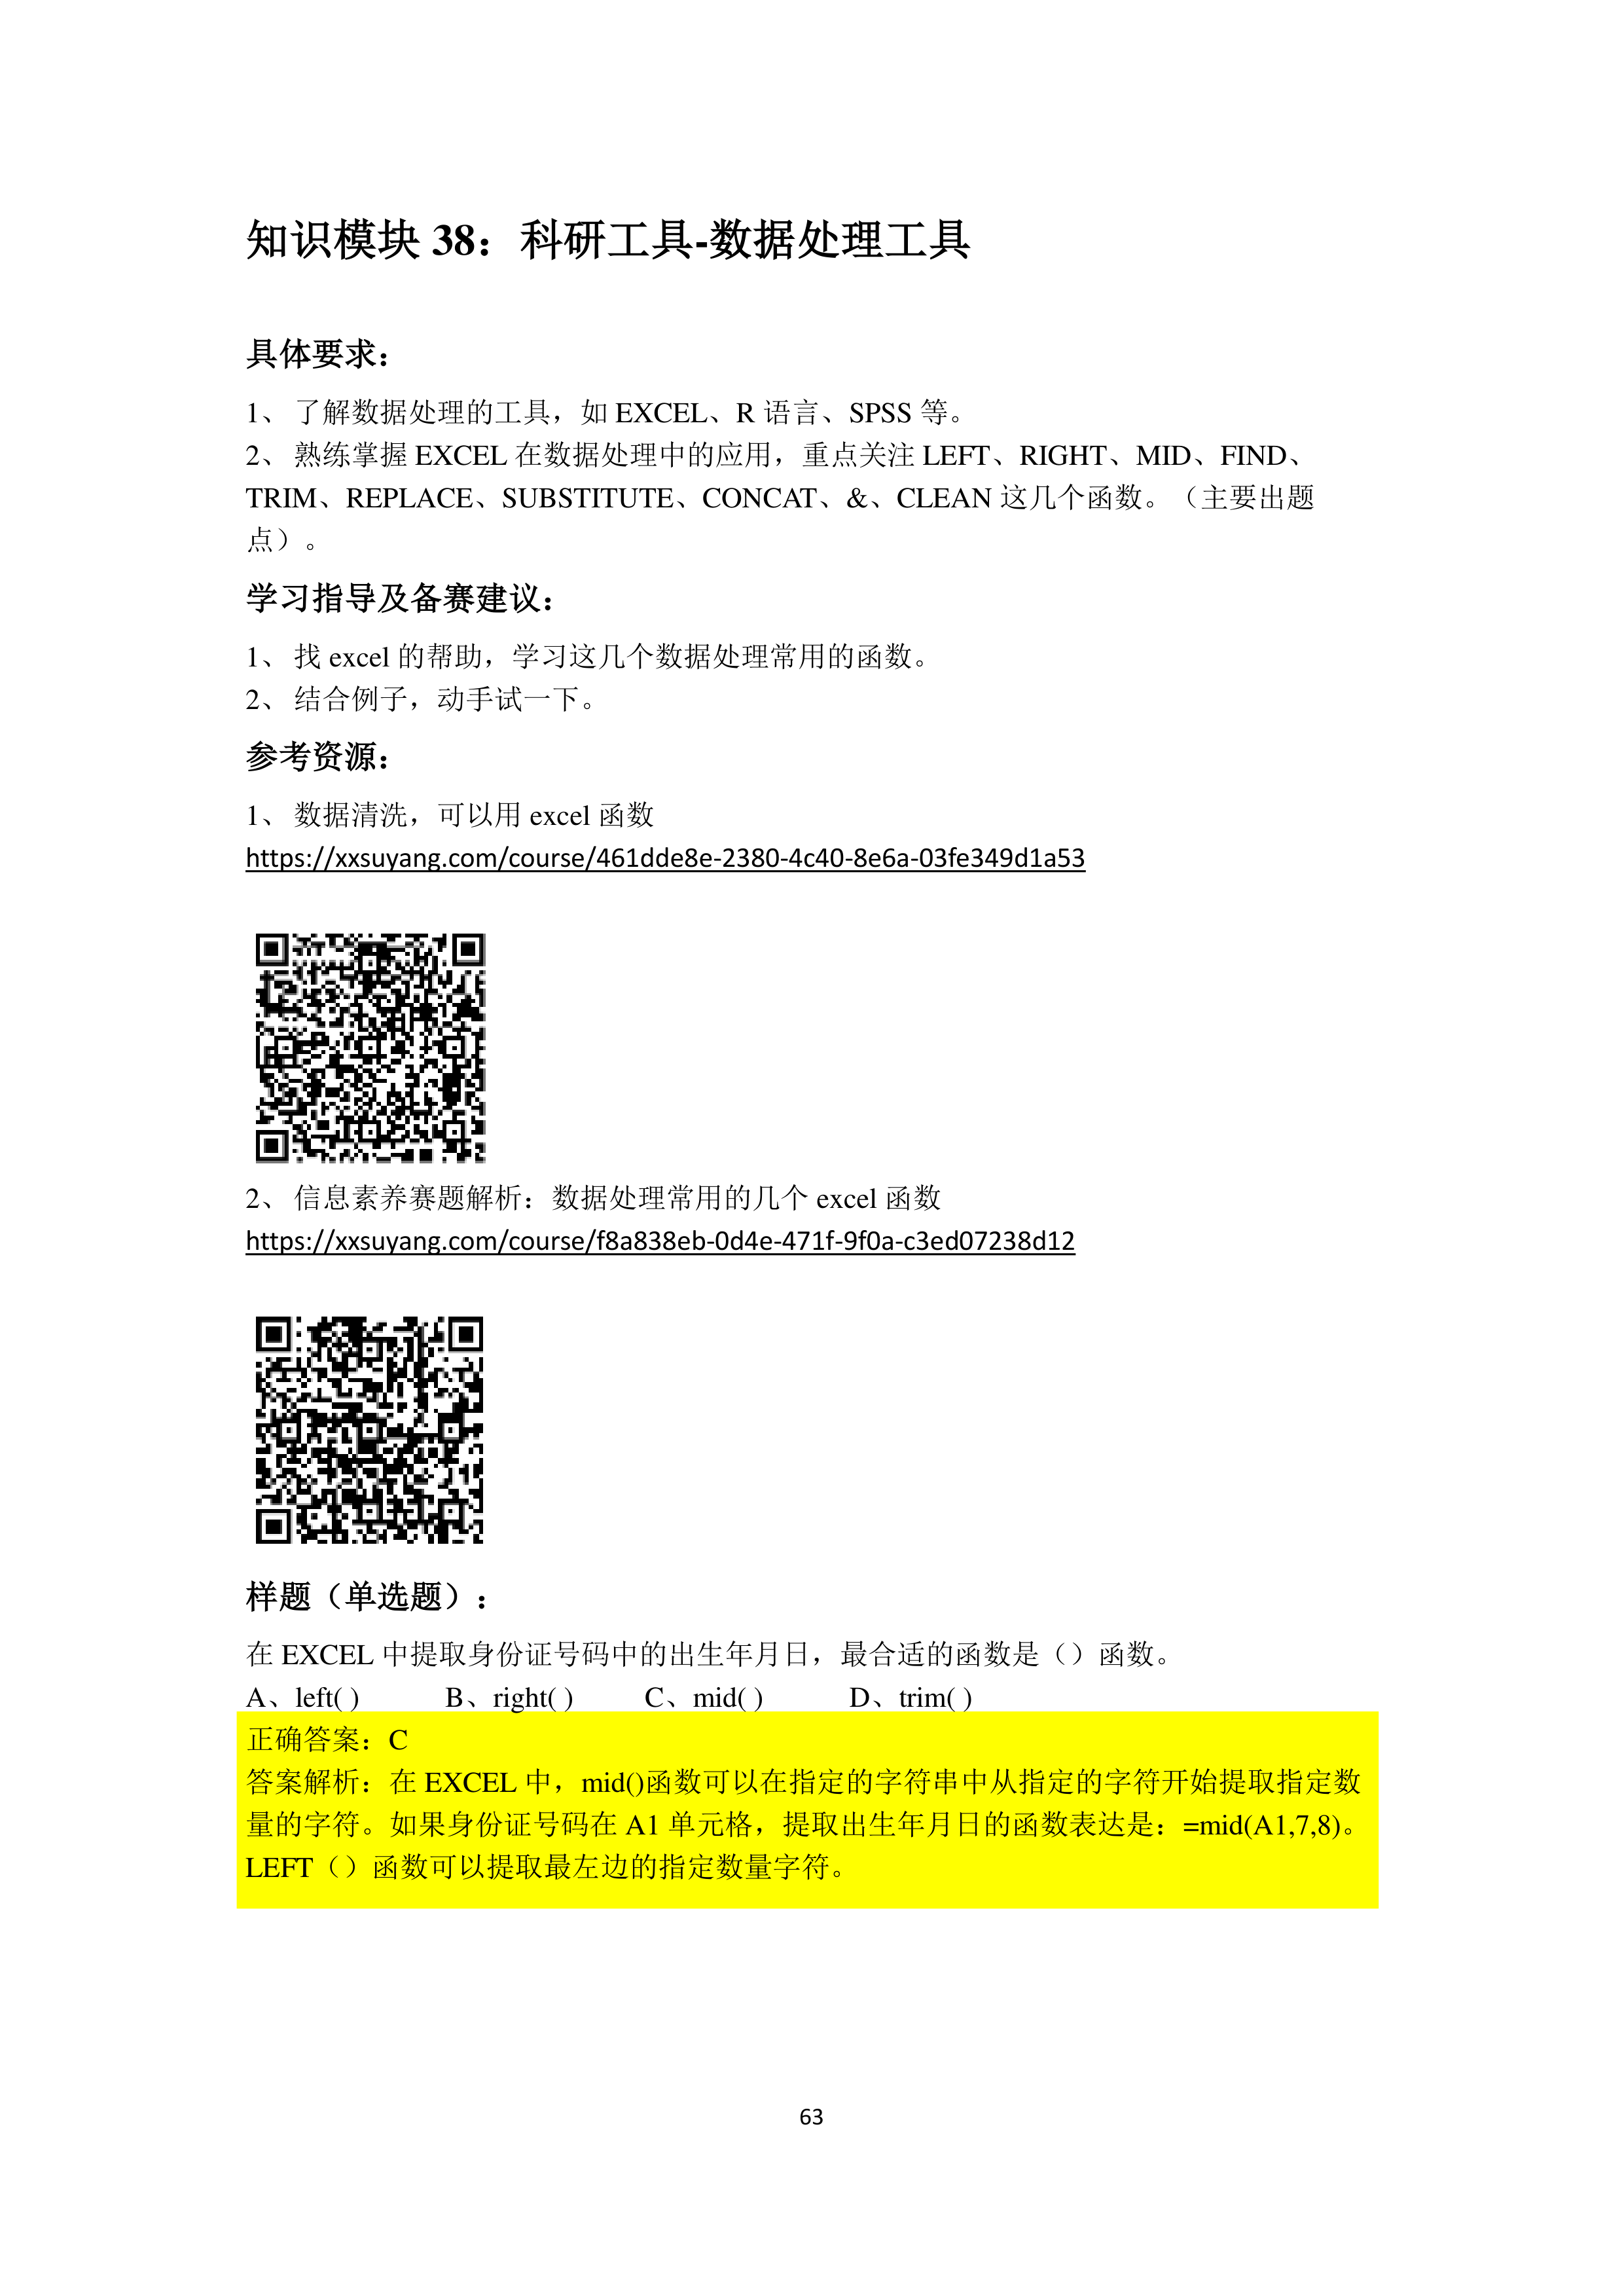 知识模块 38：科研工具-数据处理工具
具体要求：
1、 了解数据处理的工具，如 EXCEL、R 语言、SPSS 等。
2、 熟练掌握 EXCEL 在数据处理中的应用，重点关注 LEFT、RIGHT、MID、FIND、
TRIM、REPLACE、SUBSTITUTE、CONCAT、&、CLEAN 这几个函数。（主要出题
点）。
学习指导及备赛建议：
1、 找 excel 的帮助，学习这几个数据处理常用的函数。
2、 结合例子，动手试一下。
参考资源：
1、 数据清洗，可以用 excel 函数
https://xxsuyang.com/course/461dde8e-2380-4c40-8e6a-03fe349d1a53
2、 信息素养赛题解析：数据处理常用的几个 excel 函数
https://xxsuyang.com/course/f8a838eb-0d4e-471f-9f0a-c3ed07238d12
样题（单选题）：
在 EXCEL 中提取身份证号码中的出生年月日，最合适的函数是（）函数。
A、left( ) B、right( ) C、mid( ) D、trim( )
正确答案：C
答案解析：在 EXCEL 中，mid()函数可以在指定的字符串中从指定的字符开始提取指定数
量的字符。如果身份证号码在 A1 单元格，提取出生年月日的函数表达是：=mid(A1,7,8)。
LEFT（）函数可以提取最左边的指定数量字符。
63